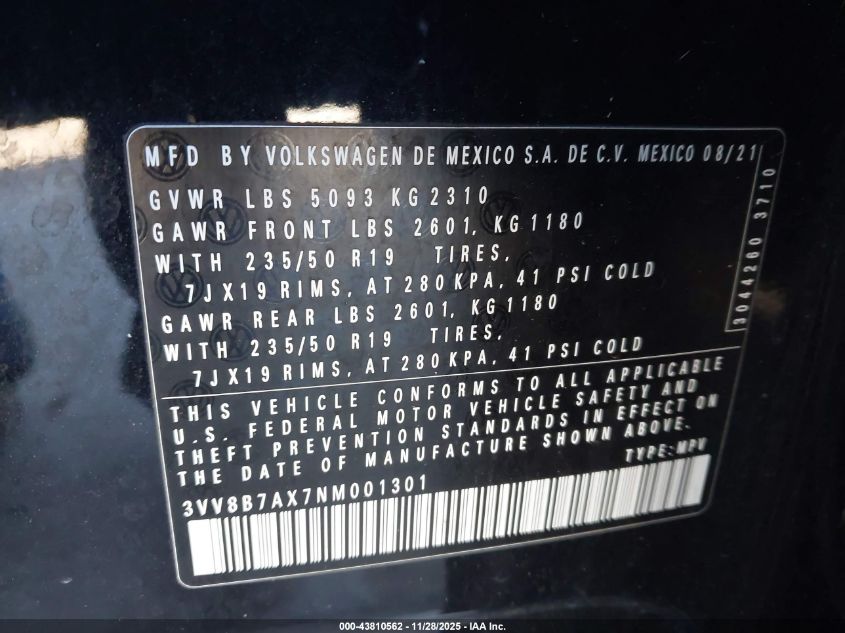 MFD BY VOLKSWAGEN DE MEXICO S.A. DE C.V. MEXICO 08/21
GVWR LBS 5093 KG 2310
GAWR FRONT LBS 2601, KG 1180
WITH 235/50 R19 TIRES,
7JX19 RIMS, AT 280 KPA, 41 PSI COLD
GAWR REAR LBS 2601, KG 1180
WITH 235/50 R19 TIRES,
7JX19 RIMS, AT 280 KPA, 41 PSI COLD
3044260 3710
THIS VEHICLE CONFORMS TO ALL APPLICABLE
U.S. FEDERAL MOTOR VEHICLE SAFETY AND
THEFT PREVENTION STANDARDS IN EFFECT ON
THE DATE OF MANUFACTURE SHOWN ABOVE.
TYPE: MPV
3VV8B7AX7NM001301
000-43810562 - 11/28/2025 - IAA Inc.